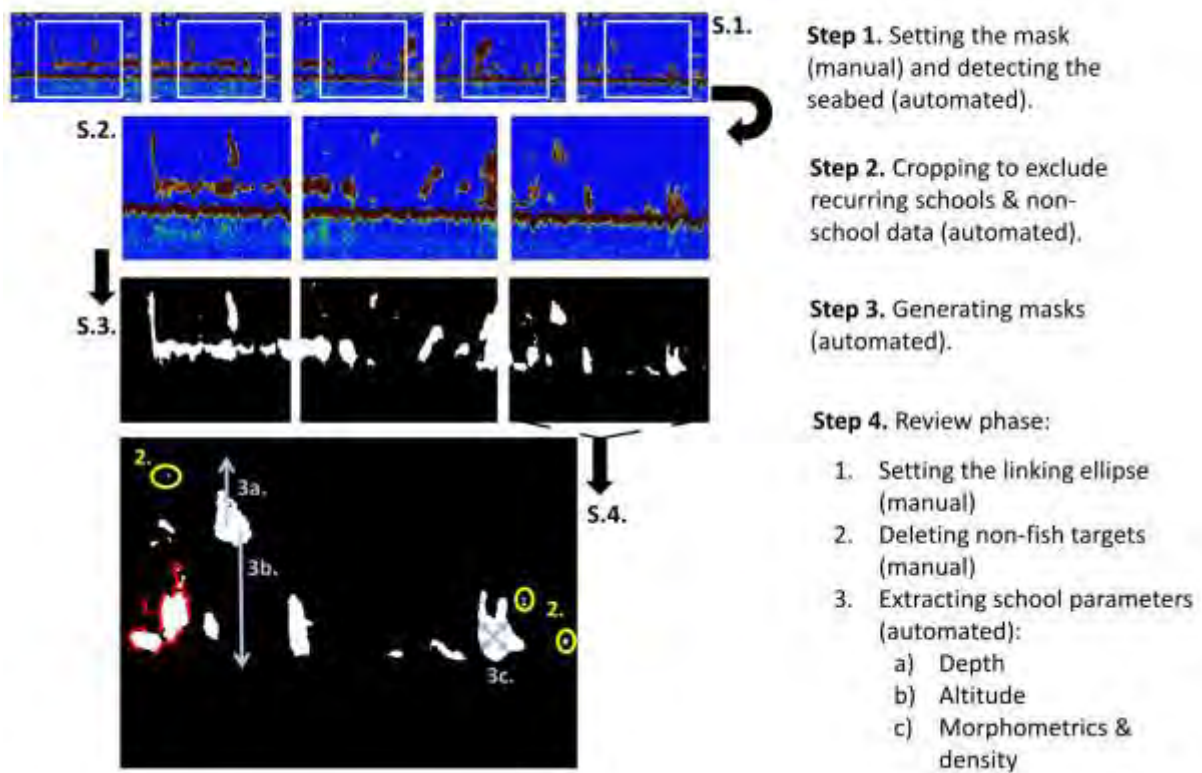 S.1.
Step 1. Setting the mask
(manual) and detecting the
seabed (automated).
S.2.
Step 2. Cropping to exclude
recurring schools & non-
school data (automated).
S.3.
Step 3. Generating masks
(automated).
Step 4. Review phase:
1. Setting the linking ellipse
(manual)
2. Deleting non-fish targets
(manual)
3. Extracting school parameters
(automated):
a) Depth
b) Altitude
c) Morphometrics &
density
S.4.
2.
3a.
3b.
2.
3c.